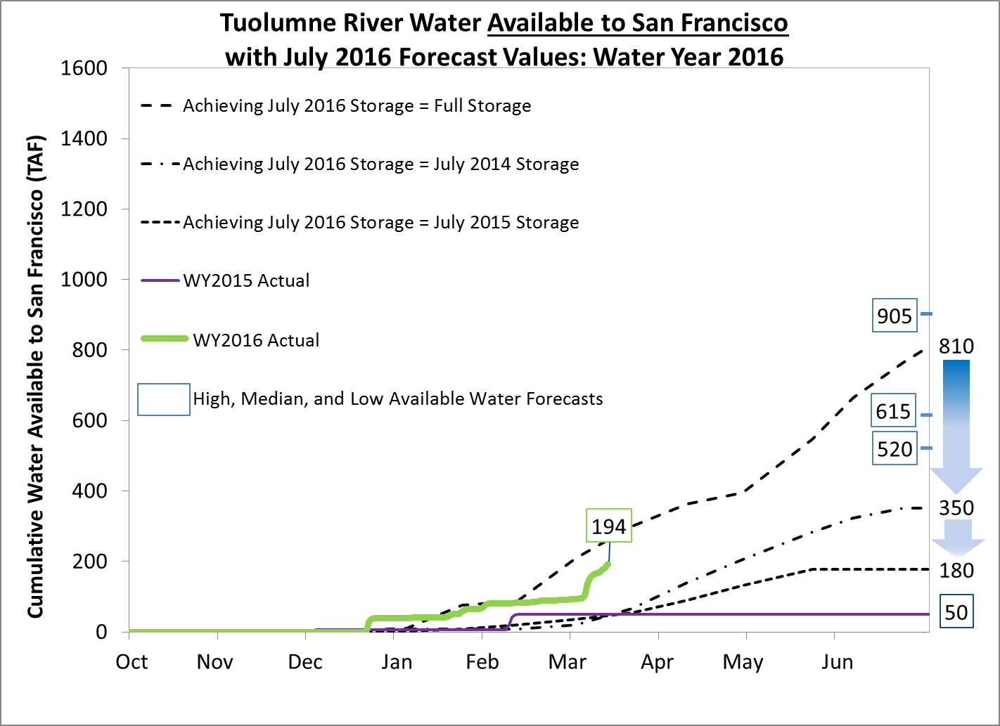 Tuolumne River Water Available to San Francisco
with July 2016 Forecast Values: Water Year 2016
Cumulative Water Available to San Francisco (TAF)
1600
1400
1200
1000
800
600
400
200
0
Achieving July 2016 Storage = Full Storage
Achieving July 2016 Storage = July 2014 Storage
Achieving July 2016 Storage = July 2015 Storage
WY2015 Actual
WY2016 Actual
High, Median, and Low Available Water Forecasts
194
905
615
520
810
350
180
50
Oct Nov Dec Jan Feb Mar Apr May Jun